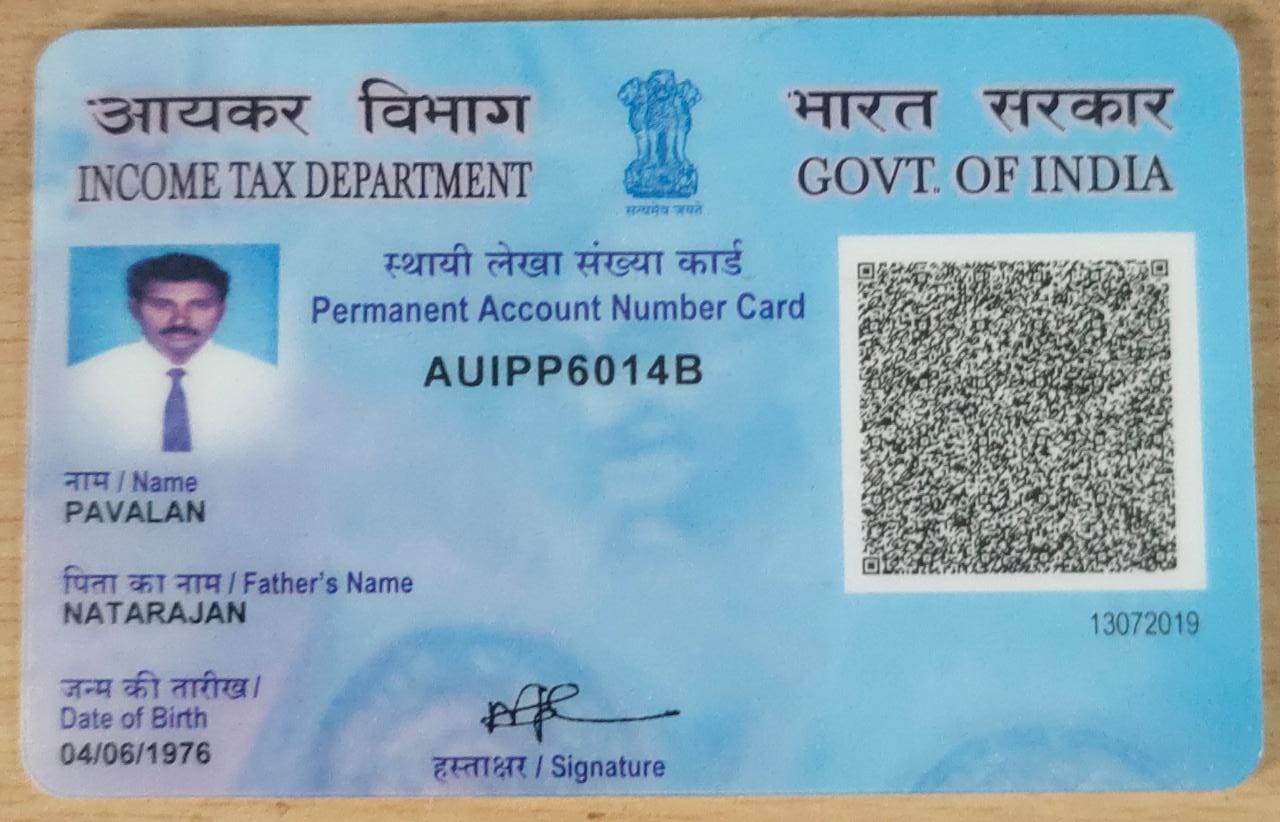 आयकर विभाग
INCOME TAX DEPARTMENT
भारत सरकार
GOVT. OF INDIA
सत्यमेव जयते
स्थायी लेखा संख्या कार्ड
Permanent Account Number Card
AUIPP6014B
नाम / Name
PAVALAN
पिता का नाम / Father's Name
NATARAJAN
13072019
जन्म की तारीख/
Date of Birth
04/06/1976
हस्ताक्षर / Signature